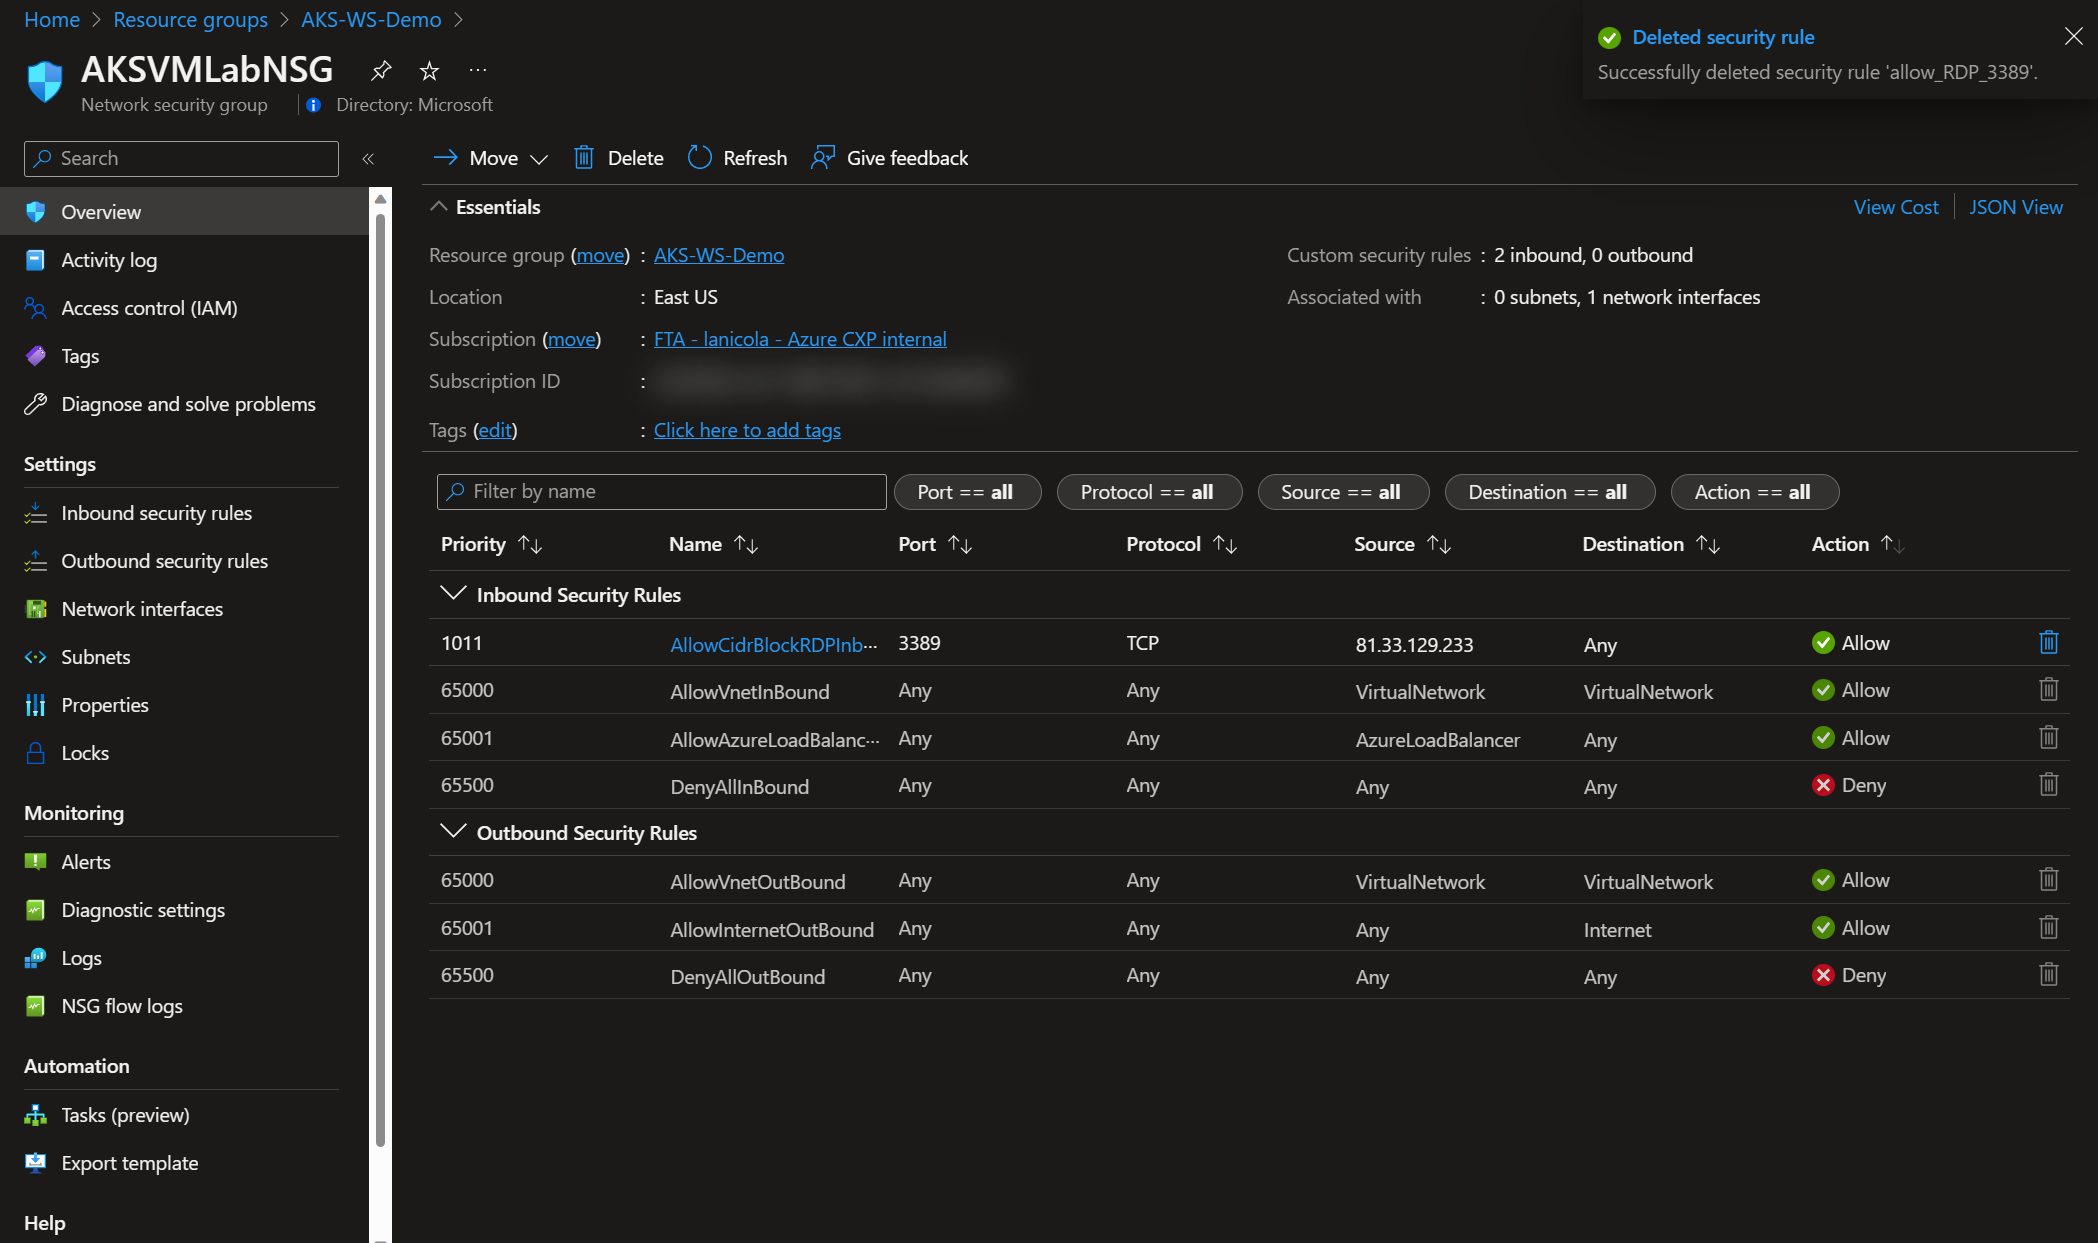 Home > Resource groups > AKS-WS-Demo >
AKSVMLabNSG
Network security group
Directory: Microsoft
Deleted security rule
Successfully deleted security rule 'allow_RDP_3389'.
Search
«
Move
Delete
Refresh
Give feedback
Overview
Activity log
Access control (IAM)
Tags
Diagnose and solve problems
Settings
Inbound security rules
Outbound security rules
Network interfaces
Subnets
Properties
Locks
Monitoring
Alerts
Diagnostic settings
Logs
NSG flow logs
Automation
Tasks (preview)
Export template
Help
Essentials
View Cost
JSON View
Resource group (move) : AKS-WS-Demo
Location : East US
Subscription (move) : FTA - lanicola - Azure CXP internal
Subscription ID :
Tags (edit) : Click here to add tags
Custom security rules : 2 inbound, 0 outbound
Associated with : 0 subnets, 1 network interfaces
Filter by name
Port == all
Protocol == all
Source == all
Destination == all
Action == all
Priority ↑↓ Name ↑↓ Port ↑↓ Protocol ↑↓ Source ↑↓ Destination ↑↓ Action ↑↓
Inbound Security Rules
1011 AllowCidrBlockRDPInb··· 3389 TCP 81.33.129.233 Any Allow
65000 AllowVnetInBound Any Any VirtualNetwork VirtualNetwork Allow
65001 AllowAzureLoadBalanc··· Any Any AzureLoadBalancer Any Allow
65500 DenyAllInBound Any Any Any Any Deny
Outbound Security Rules
65000 AllowVnetOutBound Any Any VirtualNetwork VirtualNetwork Allow
65001 AllowInternetOutBound Any Any Any Internet Allow
65500 DenyAllOutBound Any Any Any Any Deny